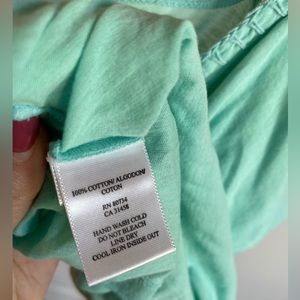 100% COTTON/ALGODON/
COTON
RN 80734
CA 31458
HAND WASH COLD
DO NOT BLEACH
LINE DRY
COOL IRON INSIDE OUT